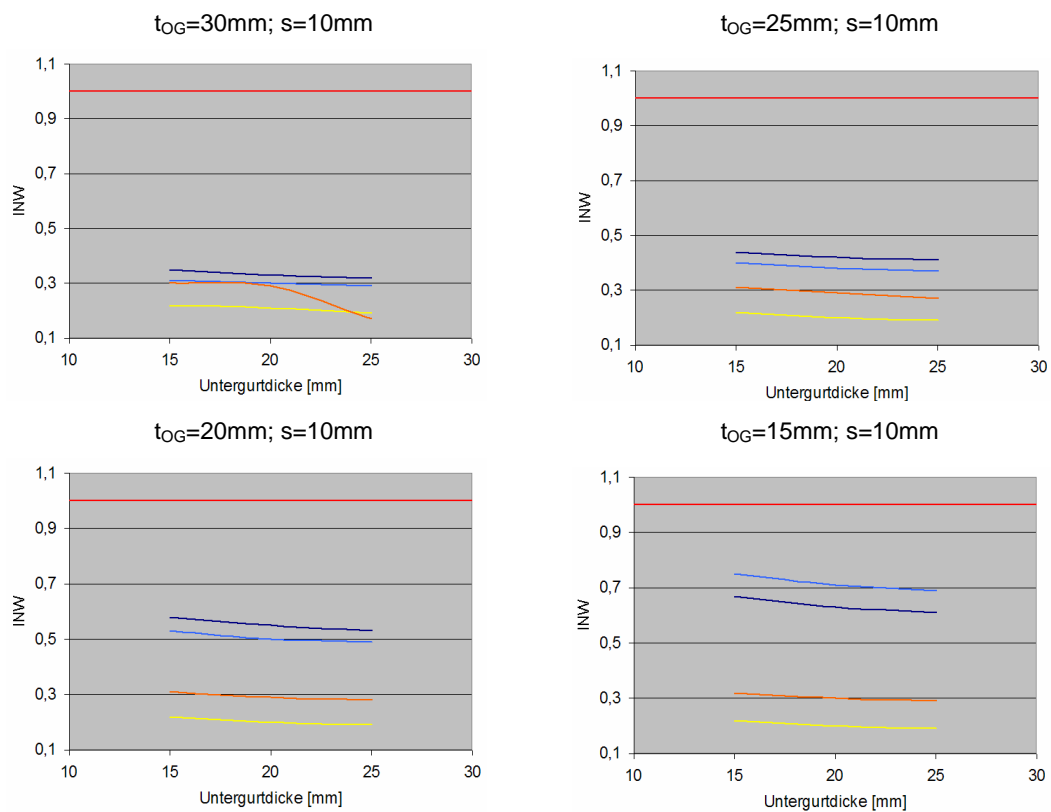 tOG=30mm; s=10mm
1,1
0,9
0,7
0,5
0,3
0,1
INW
10 15 20 25 30
Untergurtdicke [mm]
tOG=25mm; s=10mm
1,1
0,9
0,7
0,5
0,3
0,1
INW
10 15 20 25 30
Untergurtdicke [mm]
tOG=20mm; s=10mm
1,1
0,9
0,7
0,5
0,3
0,1
INW
10 15 20 25 30
Untergurtdicke [mm]
tOG=15mm; s=10mm
1,1
0,9
0,7
0,5
0,3
0,1
INW
10 15 20 25 30
Untergurtdicke [mm]